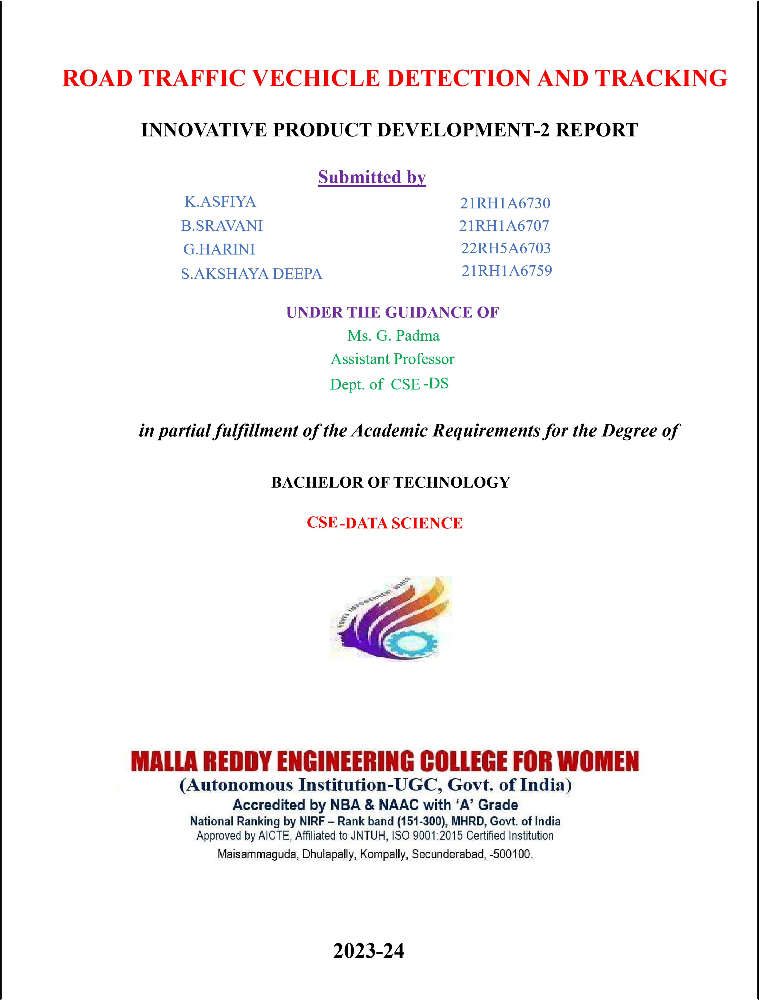 ROAD TRAFFIC VECHICLE DETECTION AND TRACKING
INNOVATIVE PRODUCT DEVELOPMENT-2 REPORT
Submitted by
K.ASFIYA 21RH1A6730
B.SRAVANI 21RH1A6707
G.HARINI 22RH5A6703
S.AKSHAYA DEEPA 21RH1A6759
UNDER THE GUIDANCE OF
Ms. G. Padma
Assistant Professor
Dept. of CSE-DS
in partial fulfillment of the Academic Requirements for the Degree of
BACHELOR OF TECHNOLOGY
CSE-DATA SCIENCE
WOMEN EMPOWERMENT WORLD
MALLA REDDY ENGINEERING COLLEGE FOR WOMEN
(Autonomous Institution-UGC, Govt. of India)
Accredited by NBA & NAAC with ‘A’ Grade
National Ranking by NIRF – Rank band (151-300), MHRD, Govt. of India
Approved by AICTE, Affiliated to JNTUH, ISO 9001:2015 Certified Institution
Maisammaguda, Dhulapally, Kompally, Secunderabad, -500100.
2023-24